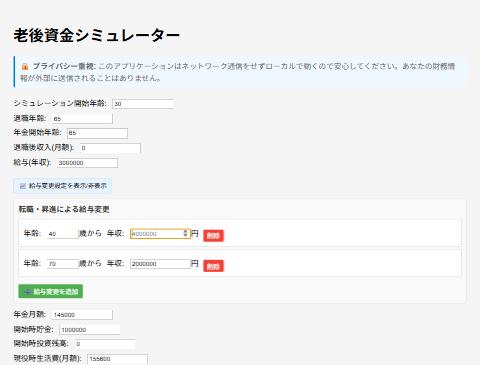 老後資金シミュレーター
🔒 プライバシー重視: このアプリケーションはネットワーク通信をせずローカルで動くので安心してください。あなたの財務情
報が外部に送信されることはありません。
シミュレーション開始年齢: 30
退職年齢: 65
年金開始年齢: 65
退職後収入(月額): 0
給与(年収): 3000000
📈 給与変更設定を表示/非表示
転職・昇進による給与変更
年齢: 40 歳から 年収: 4000000 円 削除
年齢: 70 歳から 年収: 2000000 円 削除
➕ 給与変更を追加
年金月額: 145000
開始時貯金: 1000000
開始時投資残高: 0
現役時生活費(月額): 155600